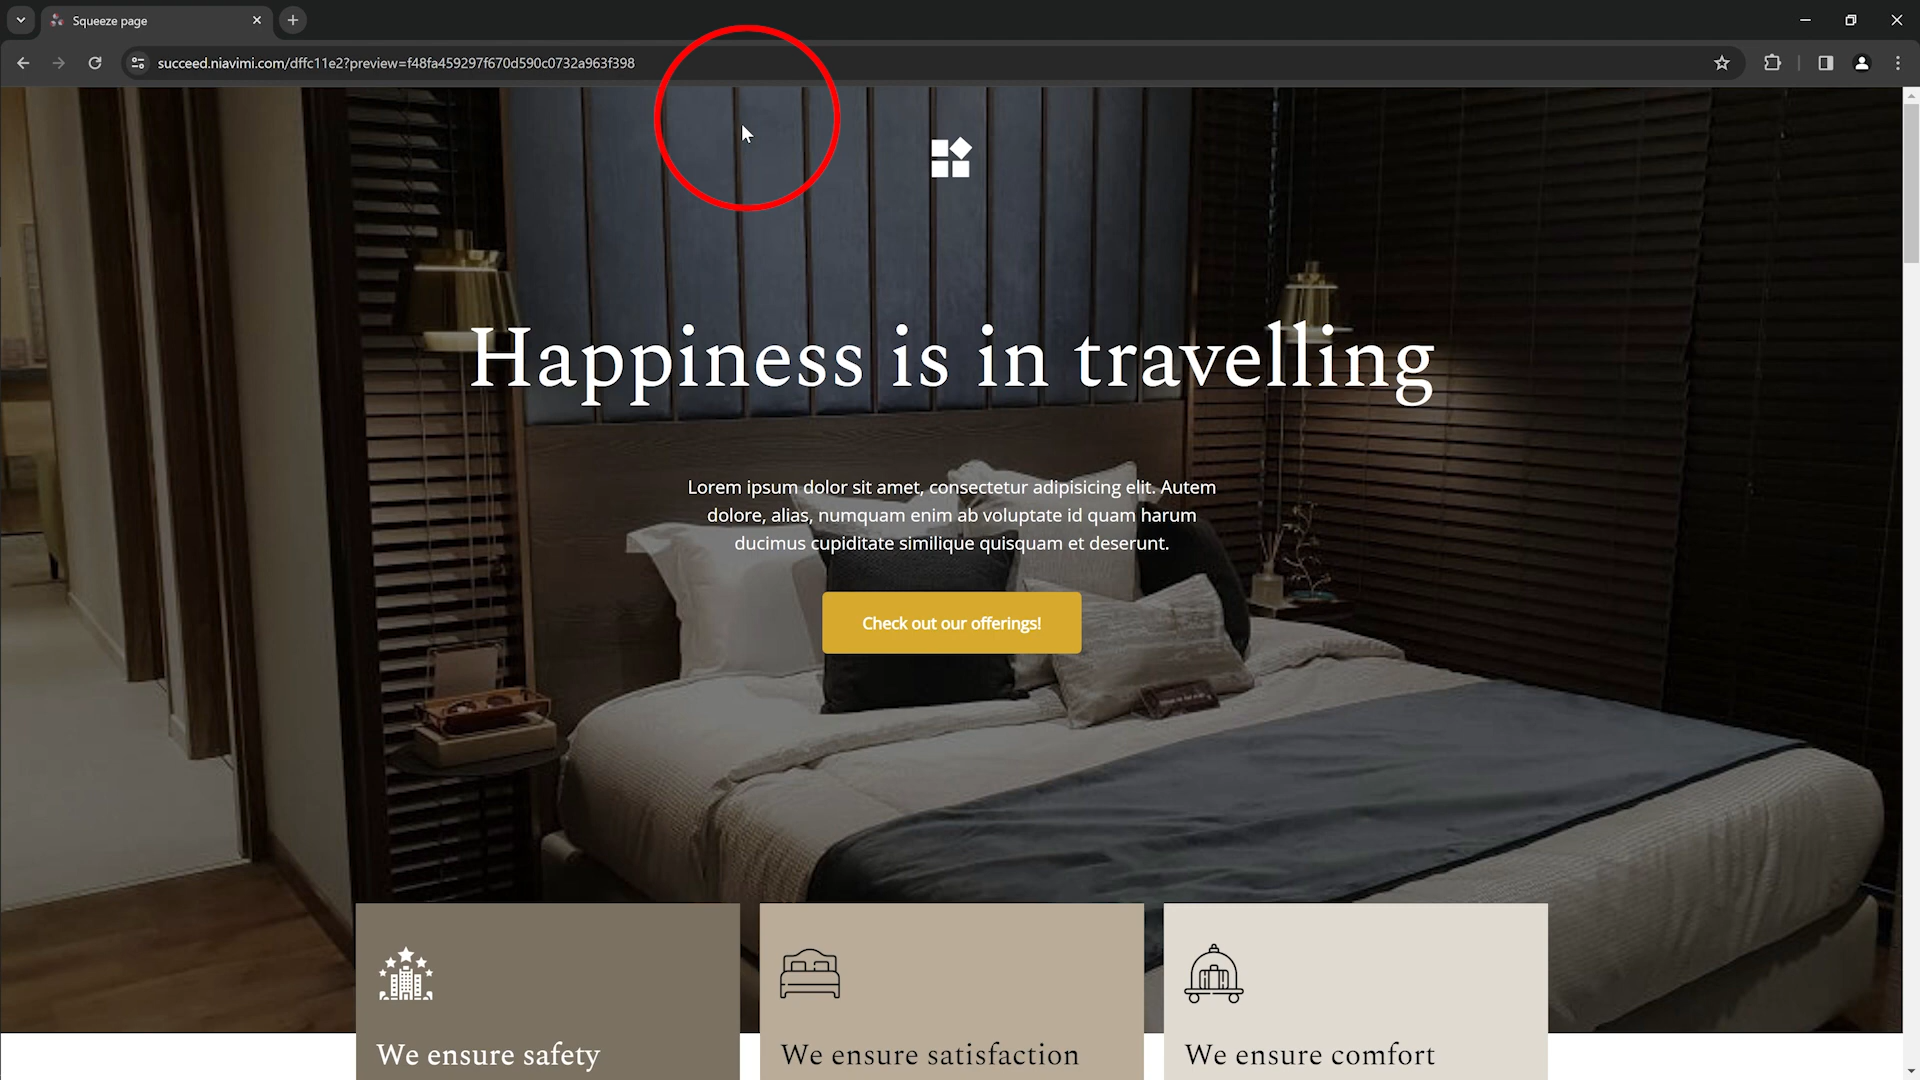 Squeeze page
succeed.niavimi.com/dffc11e2?preview=f48fa459297f670d590c0732a963f398
Happiness is in travelling
Lorem ipsum dolor sit amet, consectetur adipisicing elit. Autem
dolore, alias, numquam enim ab voluptate id quam harum
ducimus cupiditate similique quisquam et deserunt.
Check out our offerings!
We ensure safety
We ensure satisfaction
We ensure comfort